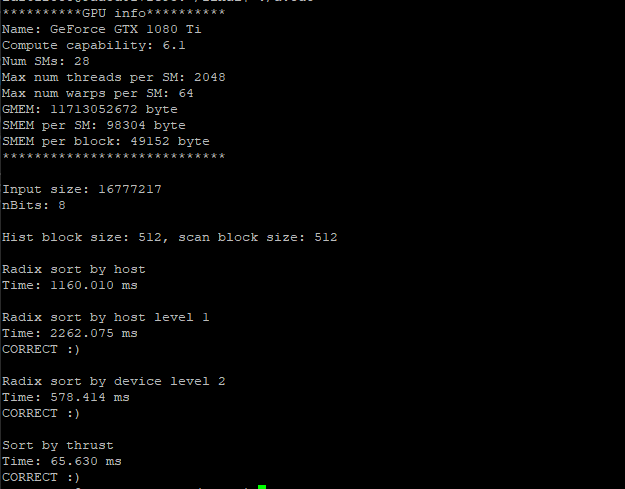 **********GPU info**********
Name: GeForce GTX 1080 Ti
Compute capability: 6.1
Num SMs: 28
Max num threads per SM: 2048
Max num warps per SM: 64
GMEM: 11713052672 byte
SMEM per SM: 98304 byte
SMEM per block: 49152 byte
****************************
Input size: 16777217
nBits: 8
Hist block size: 512, scan block size: 512
Radix sort by host
Time: 1160.010 ms
Radix sort by host level 1
Time: 2262.075 ms
CORRECT :)
Radix sort by device level 2
Time: 578.414 ms
CORRECT :)
Sort by thrust
Time: 65.630 ms
CORRECT :)